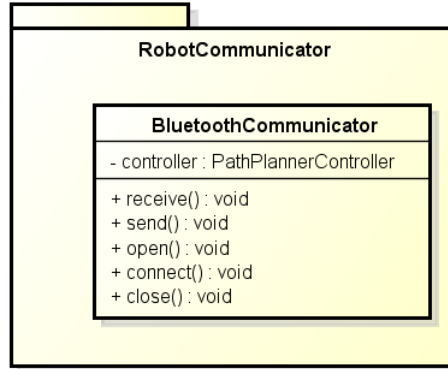 RobotCommunicator
BluetoothCommunicator
- controller : PathPlannerController
+ receive() : void
+ send() : void
+ open() : void
+ connect() : void
+ close() : void